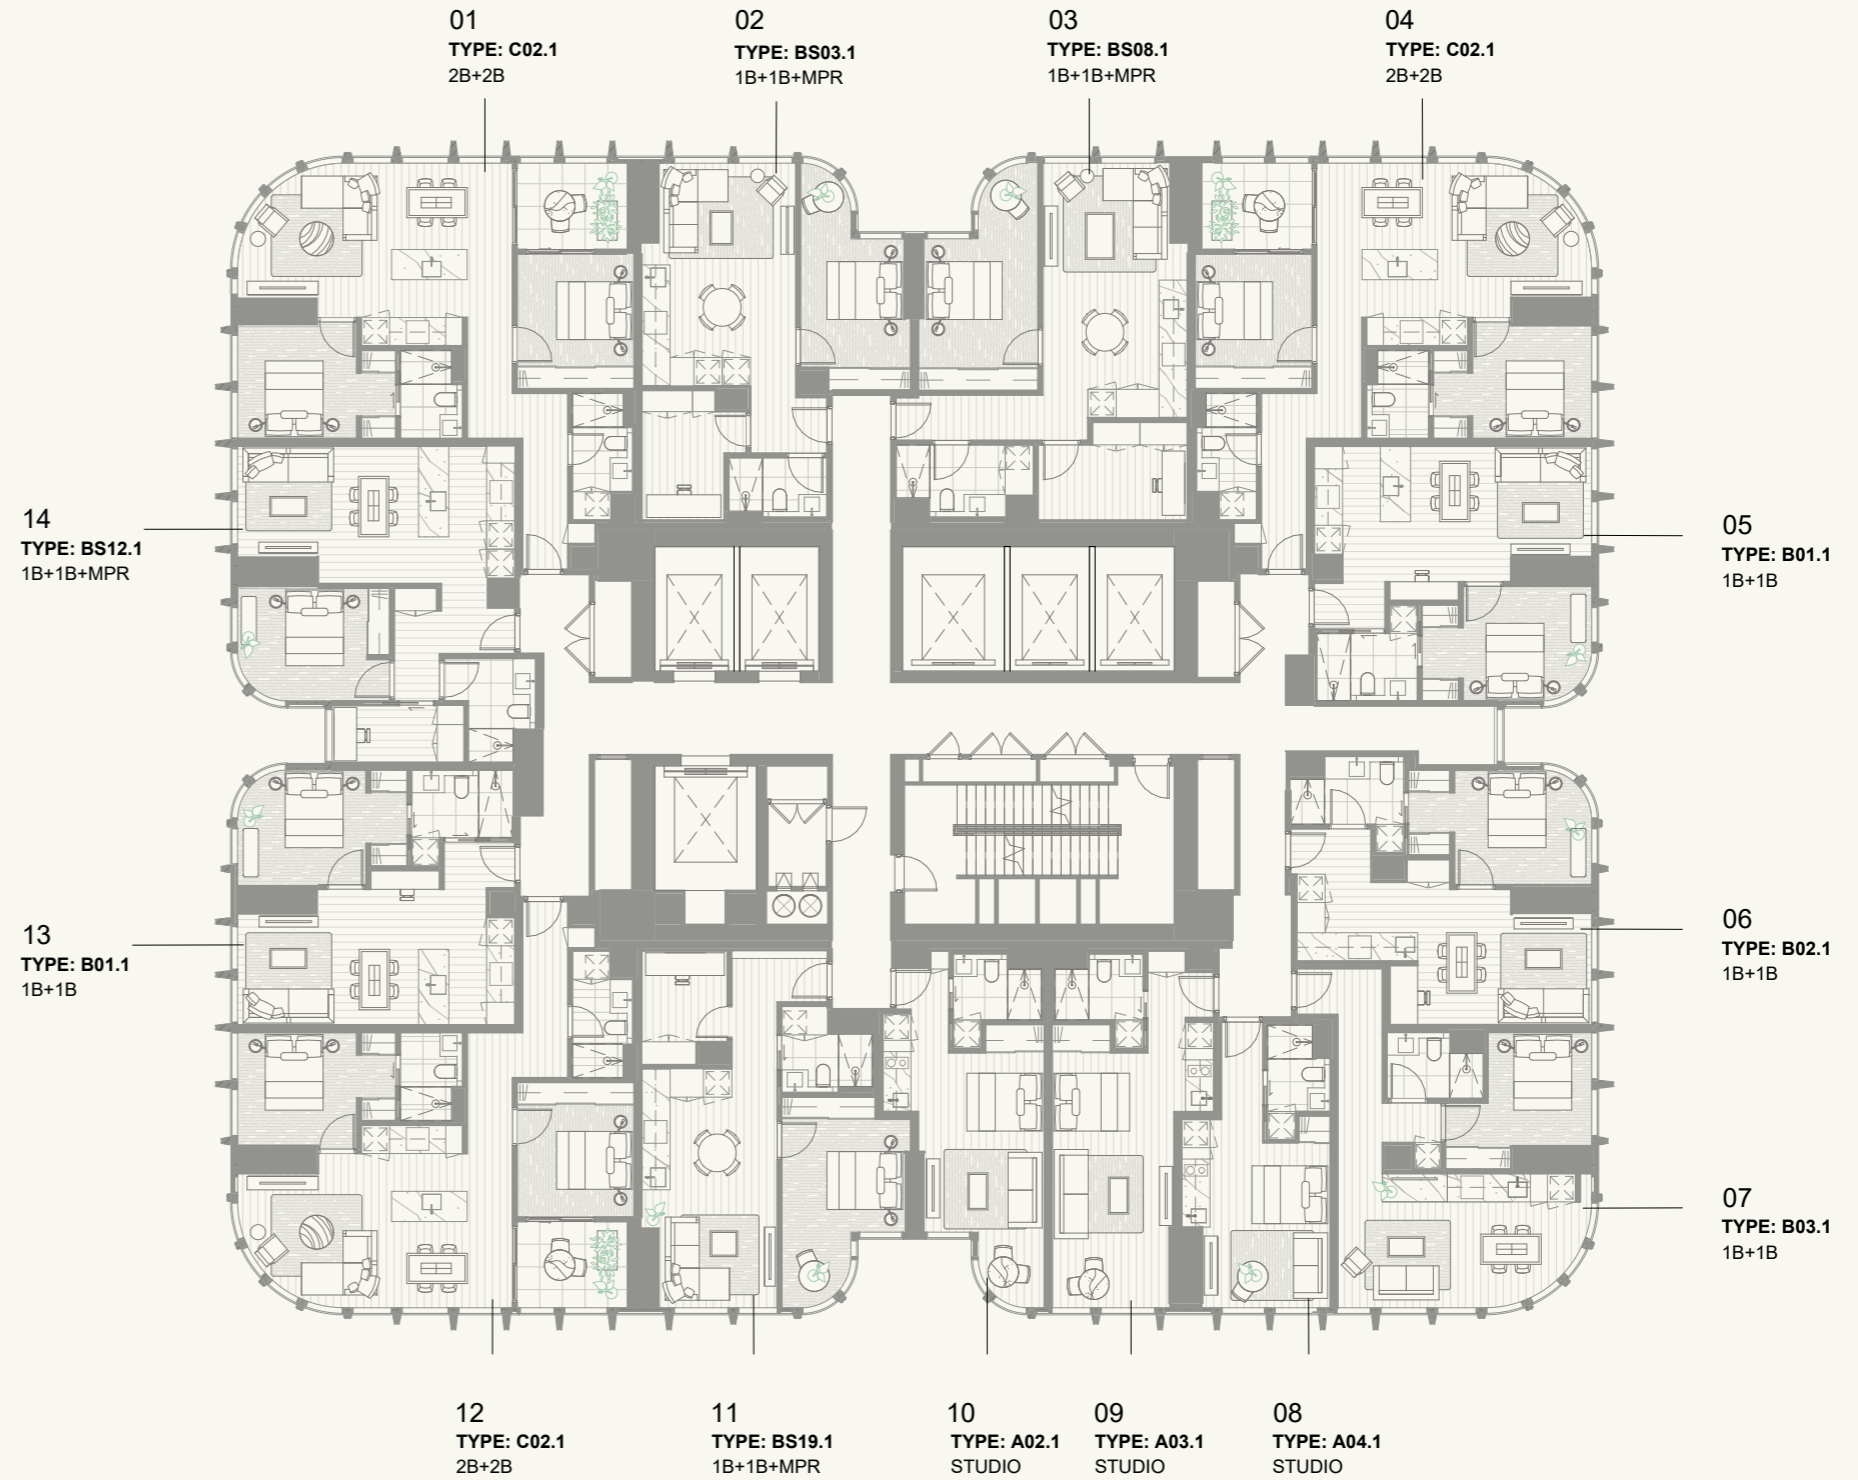 01
TYPE: C02.1
2B+2B
02
TYPE: BS03.1
1B+1B+MPR
03
TYPE: BS08.1
1B+1B+MPR
04
TYPE: C02.1
2B+2B
14
TYPE: BS12.1
1B+1B+MPR
05
TYPE: B01.1
1B+1B
13
TYPE: B01.1
1B+1B
06
TYPE: B02.1
1B+1B
07
TYPE: B03.1
1B+1B
12
TYPE: C02.1
2B+2B
11
TYPE: BS19.1
1B+1B+MPR
10
TYPE: A02.1
STUDIO
09
TYPE: A03.1
STUDIO
08
TYPE: A04.1
STUDIO